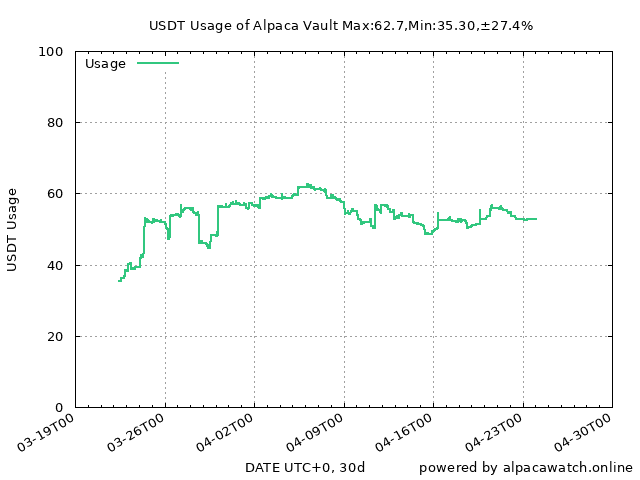 USDT Usage of Alpaca Vault Max:62.7,Min:35.30,±27.4%
Usage
100
80
60
40
20
0
USDT Usage
03-19T00
03-26T00
04-02T00
04-09T00
04-16T00
04-23T00
04-30T00
DATE UTC+0, 30d
powered by alpacawatch.online